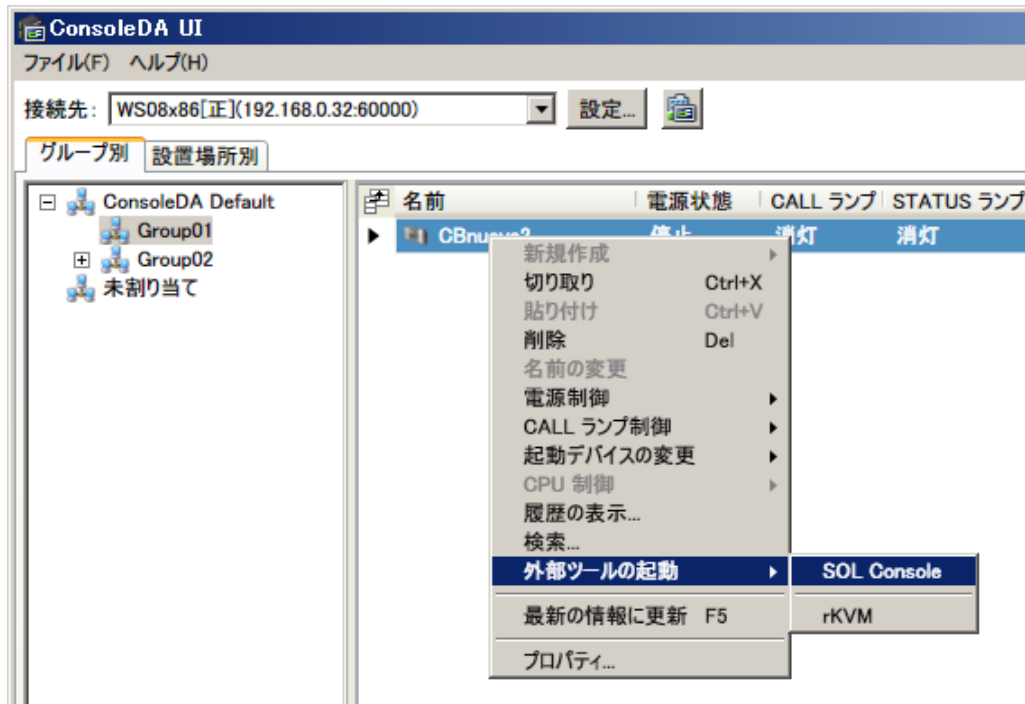 ConsoleDA UI
ファイル(F) ヘルプ(H)
接続先: WS08x86[正](192.168.0.32:60000) 設定...
グループ別 設置場所別
ConsoleDA Default
Group01
Group02
未割り当て
名前 電源状態 CALL ランプ STATUS ランプ
停止 消灯 消灯
新規作成
切り取り Ctrl+X
貼り付け Ctrl+V
削除 Del
名前の変更
電源制御
CALL ランプ制御
起動デバイスの変更
CPU 制御
履歴の表示...
検索...
外部ツールの起動
最新の情報に更新 F5
プロパティ...
SOL Console
rKVM